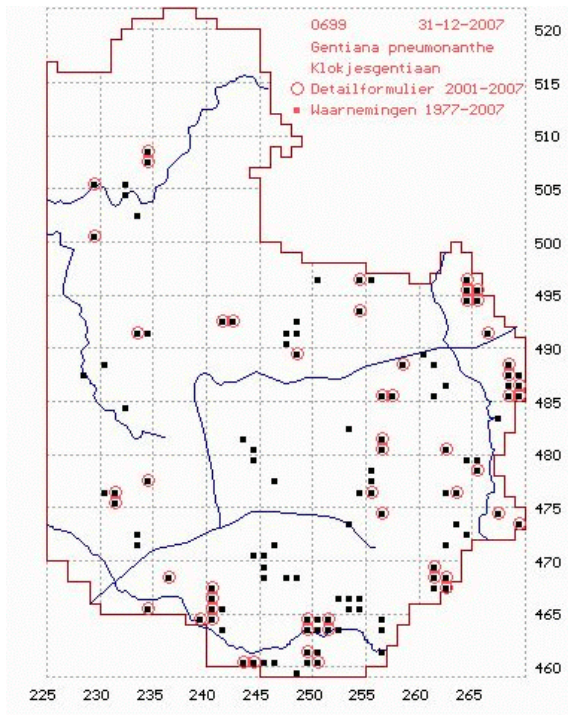 0699 31-12-2007
Gentiana pneumonanthe
Klokjesgentiaan
Detailformulier 2001-2007
Waarnemingen 1977-2007
520
515
510
505
500
495
490
485
480
475
470
465
460
225 230 235 240 245 250 255 260 265